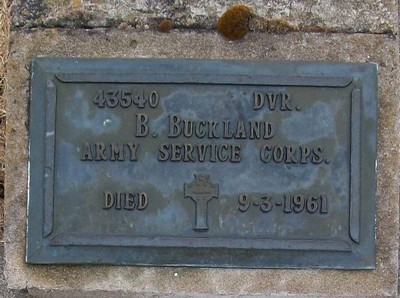 43540 DVR.
B. BUCKLAND
ARMY SERVICE CORPS.
DIED 9-3-1961